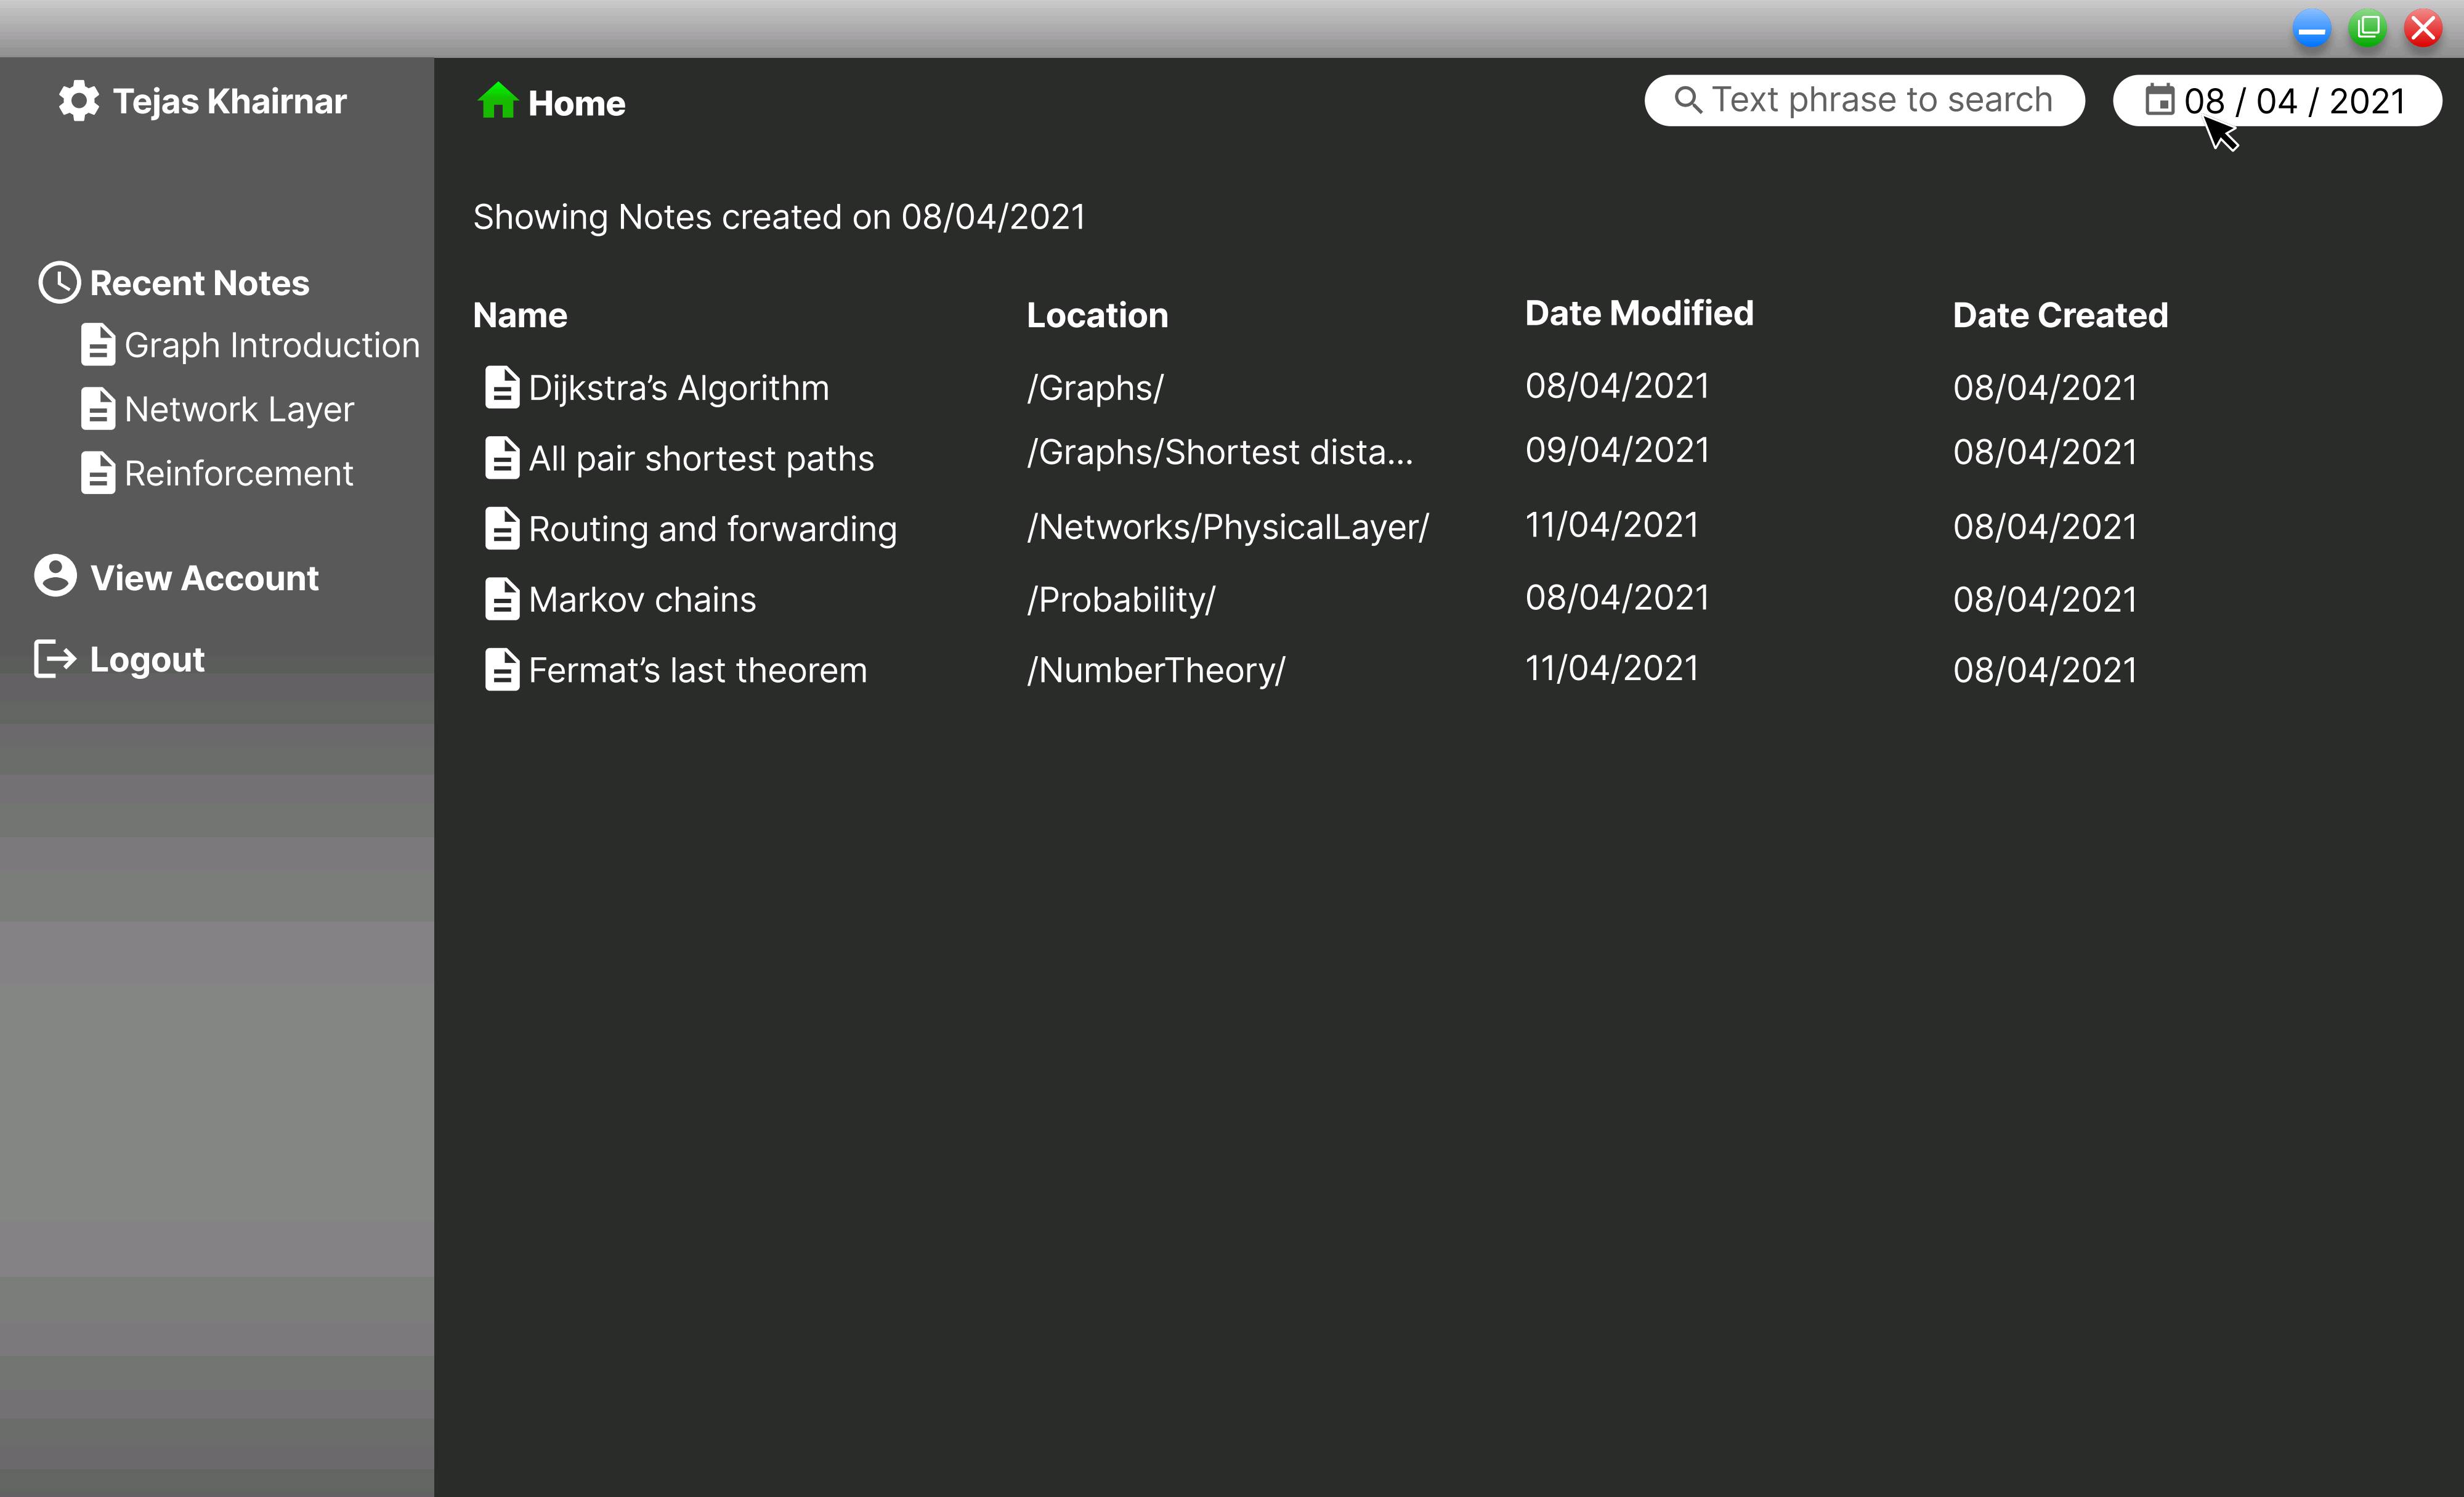 Tejas Khairnar
Home
Text phrase to search
08 / 04 / 2021
Showing Notes created on 08/04/2021
Recent Notes
Graph Introduction
Network Layer
Reinforcement
View Account
Logout
Name Location Date Modified Date Created
Dijkstra’s Algorithm /Graphs/ 08/04/2021 08/04/2021
All pair shortest paths /Graphs/Shortest dista... 09/04/2021 08/04/2021
Routing and forwarding /Networks/PhysicalLayer/ 11/04/2021 08/04/2021
Markov chains /Probability/ 08/04/2021 08/04/2021
Fermat’s last theorem /NumberTheory/ 11/04/2021 08/04/2021